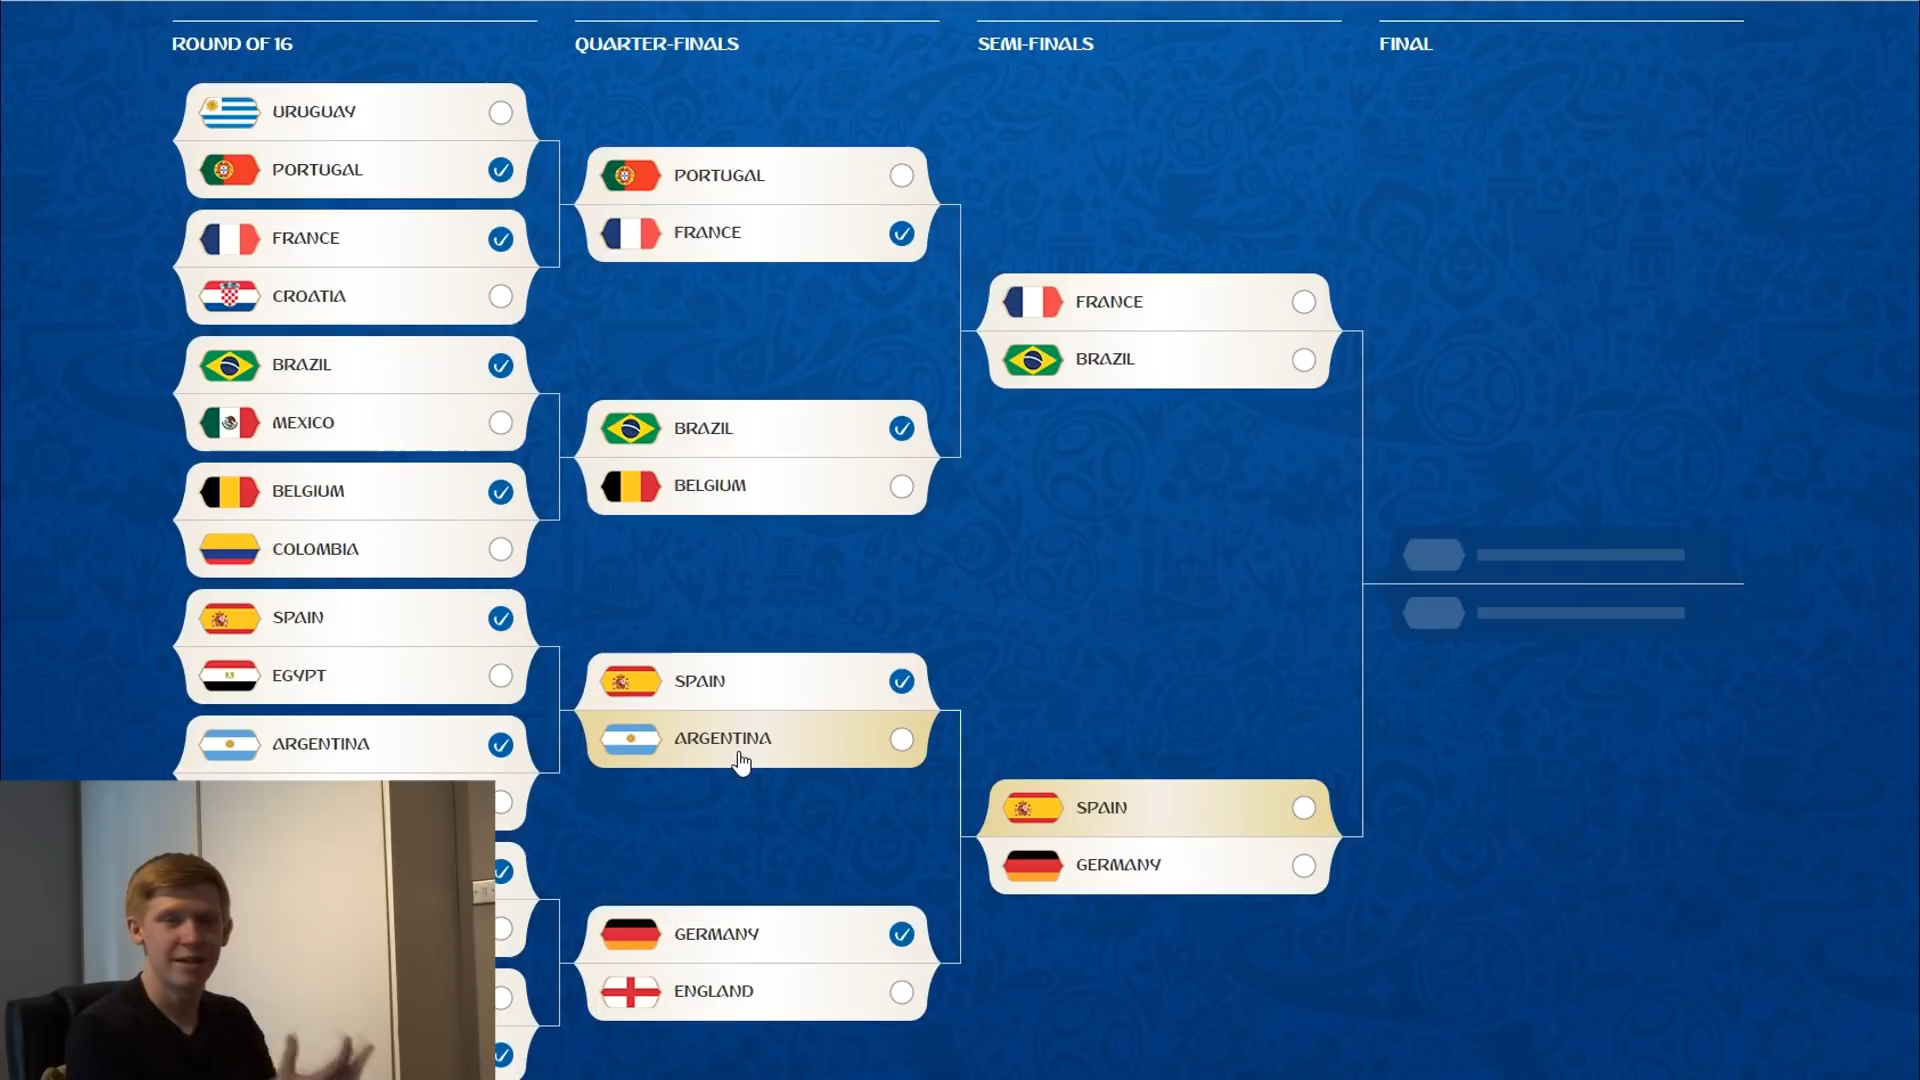 ROUND OF 16
QUARTER-FINALS
SEMI-FINALS
FINAL
URUGUAY
PORTUGAL
FRANCE
CROATIA
BRAZIL
MEXICO
BELGIUM
COLOMBIA
SPAIN
EGYPT
ARGENTINA
PORTUGAL
FRANCE
BRAZIL
BELGIUM
SPAIN
ARGENTINA
GERMANY
ENGLAND
FRANCE
BRAZIL
SPAIN
GERMANY